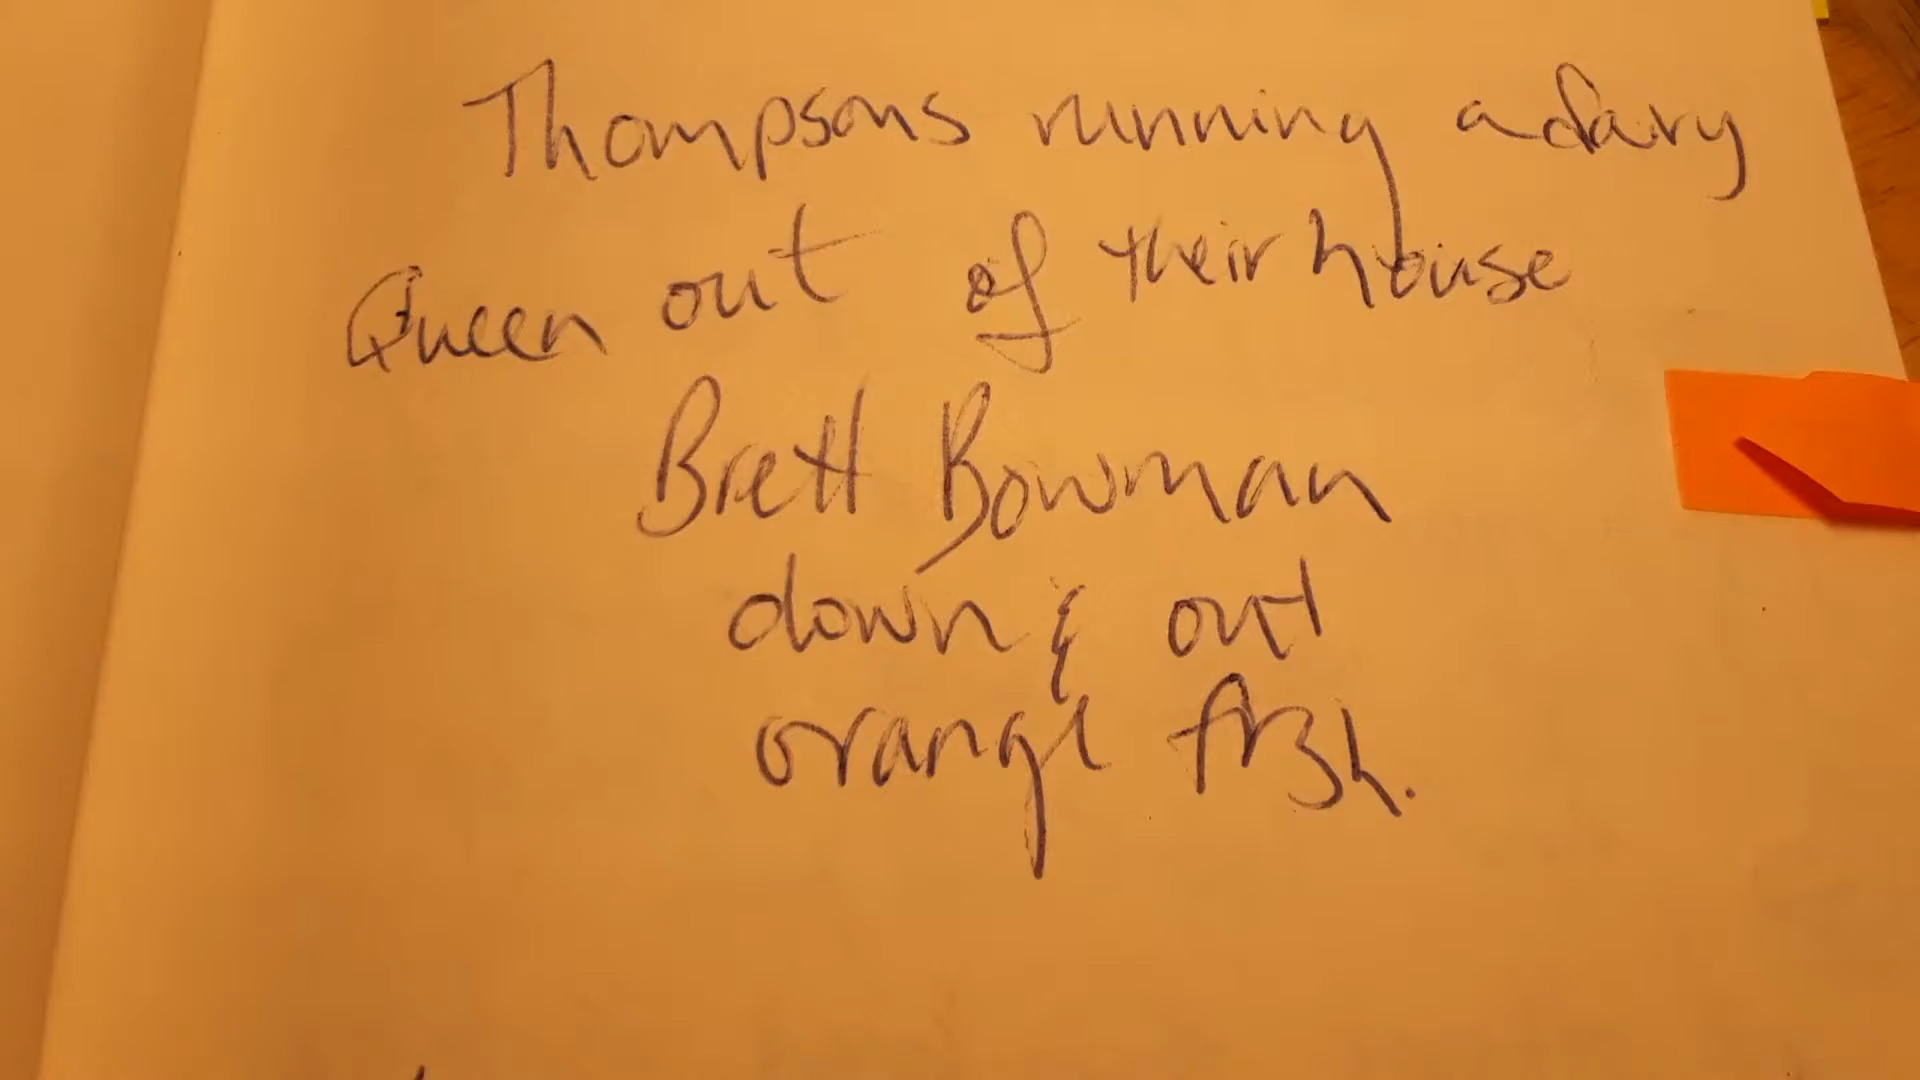 Thompsons running a dairy
Queen out of their house
Brett Bowman
down & out
orange fish.